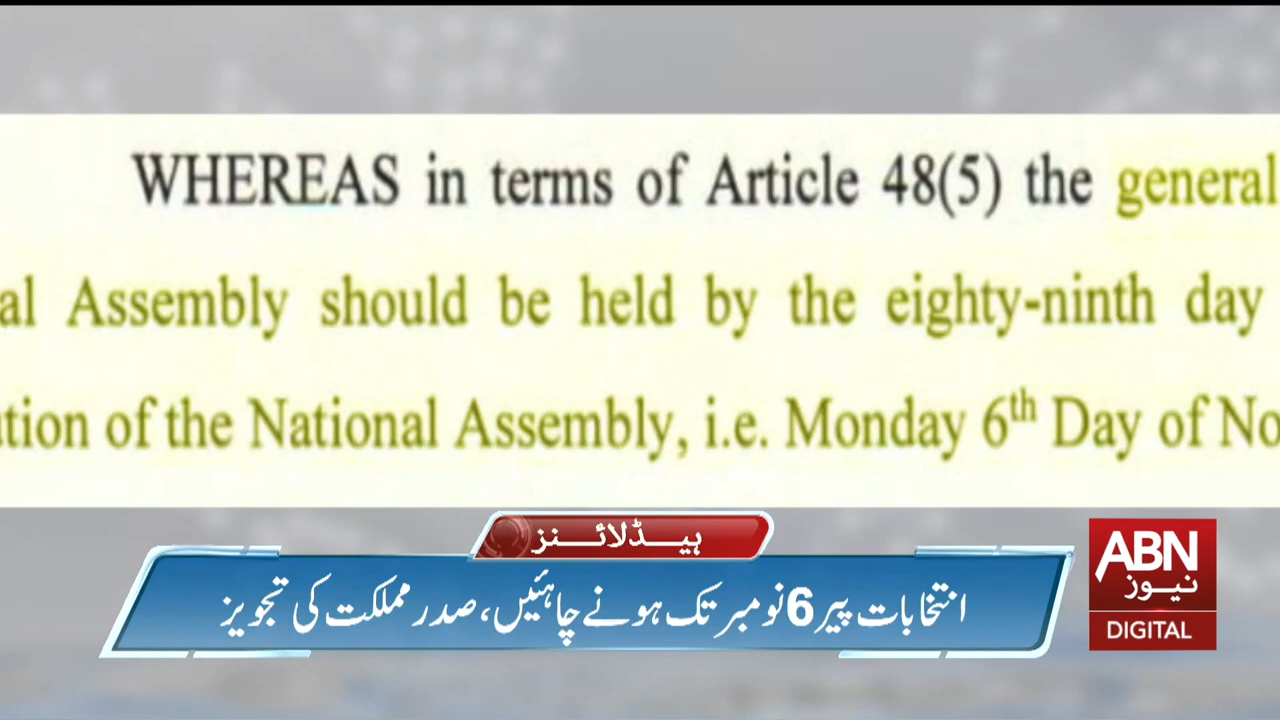 WHEREAS in terms of Article 48(5) the general
al Assembly should be held by the eighty-ninth day
ution of the National Assembly, i.e. Monday 6th Day of No
ہیڈلائنز
انتخابات پیر 6 نومبر تک ہونے چاہئیں، صدر مملکت کی تجویز
ABN
نیوز
DIGITAL